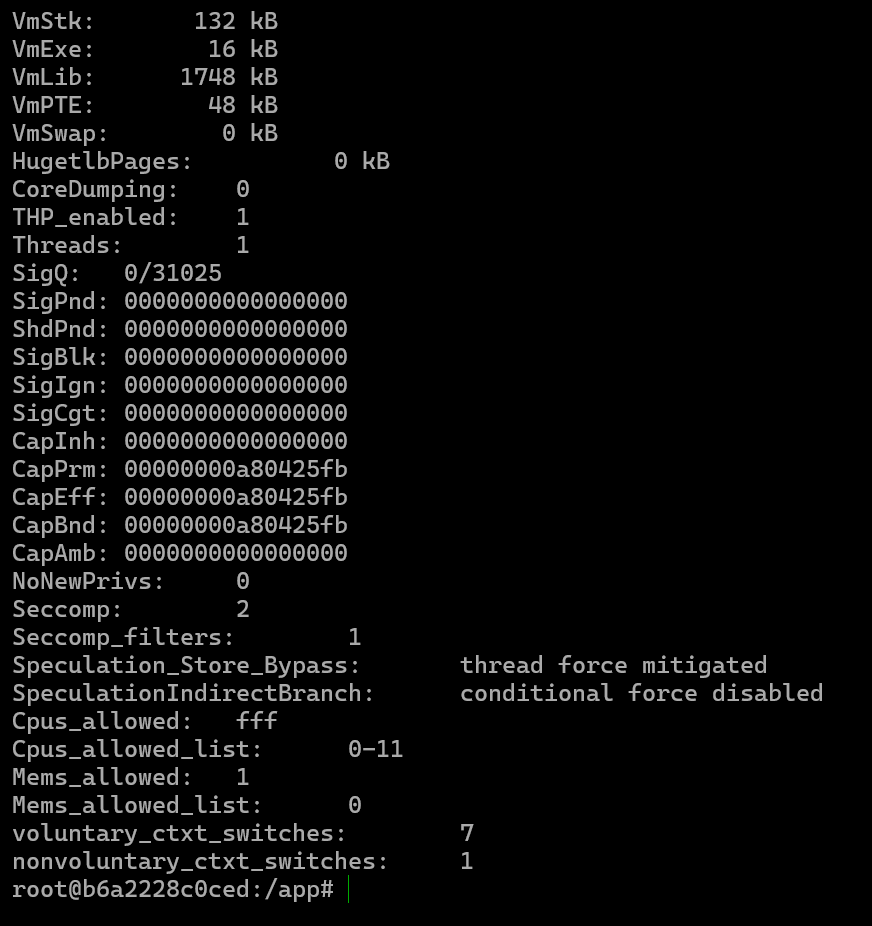 VmStk:       132 kB
VmExe:        16 kB
VmLib:      1748 kB
VmPTE:        48 kB
VmSwap:        0 kB
HugetlbPages:          0 kB
CoreDumping:    0
THP_enabled:    1
Threads:        1
SigQ:   0/31025
SigPnd: 0000000000000000
ShdPnd: 0000000000000000
SigBlk: 0000000000000000
SigIgn: 0000000000000000
SigCgt: 0000000000000000
CapInh: 0000000000000000
CapPrm: 00000000a80425fb
CapEff: 00000000a80425fb
CapBnd: 00000000a80425fb
CapAmb: 0000000000000000
NoNewPrivs:     0
Seccomp:        2
Seccomp_filters:        1
Speculation_Store_Bypass:       thread force mitigated
SpeculationIndirectBranch:      conditional force disabled
Cpus_allowed:   fff
Cpus_allowed_list:      0-11
Mems_allowed:   1
Mems_allowed_list:      0
voluntary_ctxt_switches:        7
nonvoluntary_ctxt_switches:     1
root@b6a2228c0ced:/app#